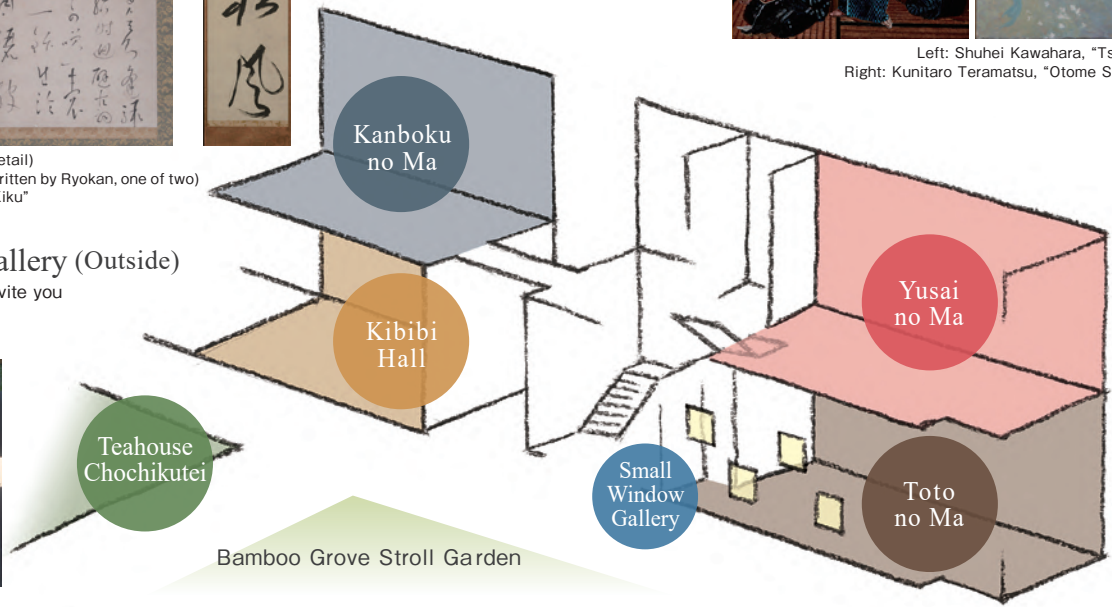 Left: Shuhei Kawahara, “Ts
Right: Kunitaro Teramatsu, “Otome S
etail)
ritten by Ryokan, one of two)
iku”
allery (Outside)
vite you
Kanboku
no Ma
Kibibi
Hall
Yusai
no Ma
Teahouse
Chochikutei
Small
Window
Gallery
Toto
no Ma
Bamboo Grove Stroll Garden